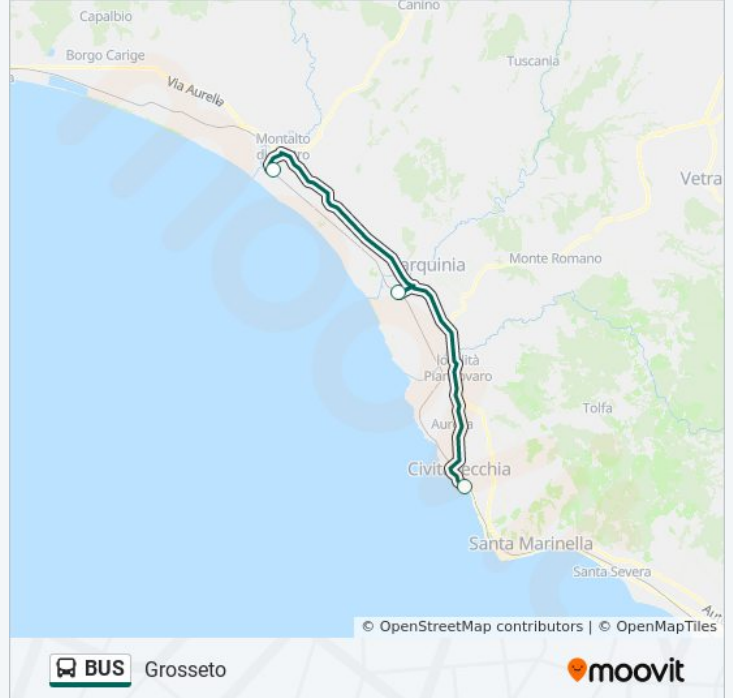 Capalbio
Canino
Borgo Carige
Tuscania
Via Aurelia
Montalto
Vetra
arquinia
Monte Romano
Tolfa
Santa Marinella
Santa Severa
© OpenStreetMap contributors | © OpenMapTiles
BUS Grosseto moovit